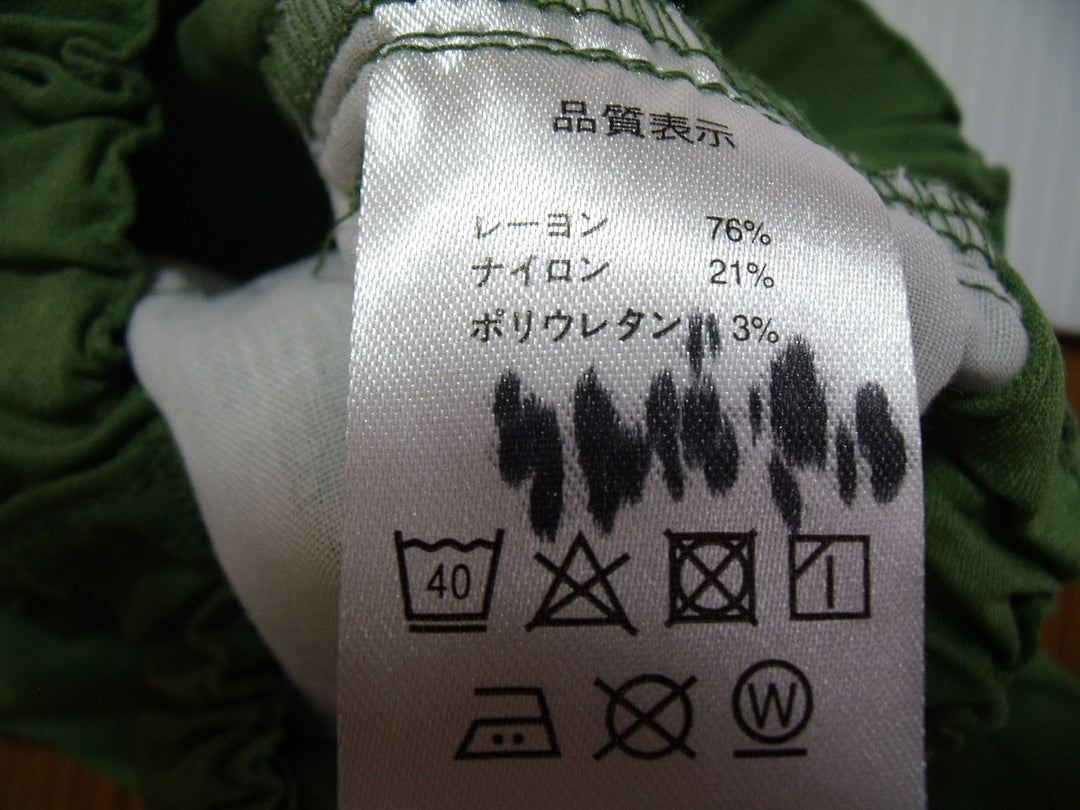 品質表示
レーヨン 76%
ナイロン 21%
ポリウレタン 3%
40
W